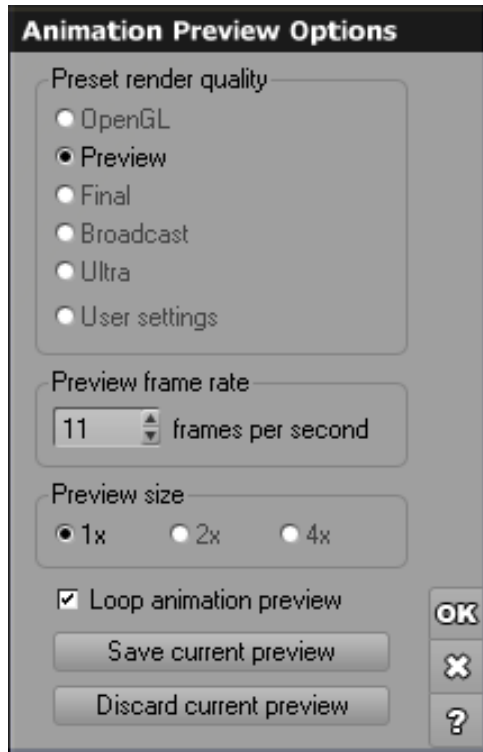 Animation Preview Options
Preset render quality
OpenGL
Preview
Final
Broadcast
Ultra
User settings
Preview frame rate
11 frames per second
Preview size
1x 2x 4x
Loop animation preview
OK
Save current preview
Discard current preview
?